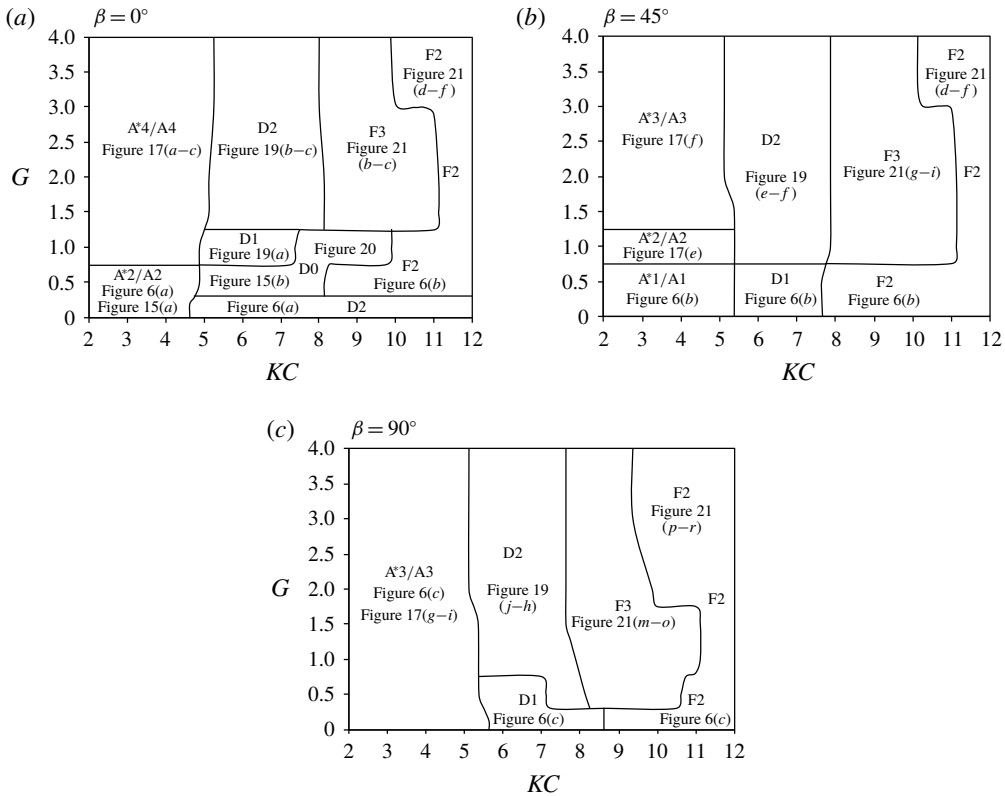 (a)
β = 0°
4.0
3.5
3.0
2.5
2.0
1.5
1.0
0.5
0
G
A*4/A4
Figure 17(a–c)
D2
Figure 19(b–c)
F3
Figure 21
(b–c)
F2
Figure 21
(d–f)
F2
D1
Figure 19(a)
Figure 20
A*2/A2
Figure 6(a)
Figure 15(a)
Figure 15(b)
D0
F2
Figure 6(b)
Figure 6(a)
D2
2 3 4 5 6 7 8 9 10 11 12
KC
(b)
β = 45°
4.0
3.5
3.0
2.5
2.0
1.5
1.0
0.5
0
A*3/A3
Figure 17(f)
D2
Figure 19
(e–f)
F3
Figure 21(g–i)
F2
Figure 21
(d–f)
F2
A*2/A2
Figure 17(e)
A*1/A1
Figure 6(b)
D1
Figure 6(b)
F2
Figure 6(b)
2 3 4 5 6 7 8 9 10 11 12
KC
(c)
β = 90°
4.0
3.5
3.0
2.5
2.0
1.5
1.0
0.5
0
G
A*3/A3
Figure 6(c)
Figure 17(g–i)
D2
Figure 19
(j–h)
F3
Figure 21(m–o)
F2
Figure 21
(p–r)
F2
D1
Figure 6(c)
F2
Figure 6(c)
2 3 4 5 6 7 8 9 10 11 12
KC